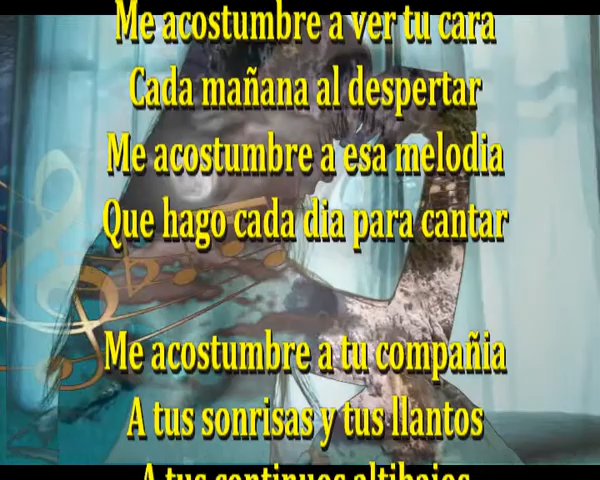 Me acostumbre a ver tu cara
Cada mañana al despertar
Me acostumbre a esa melodia
Que hago cada dia para cantar
Me acostumbre a tu compañia
A tus sonrisas y tus llantos
A tus continuos altibajos